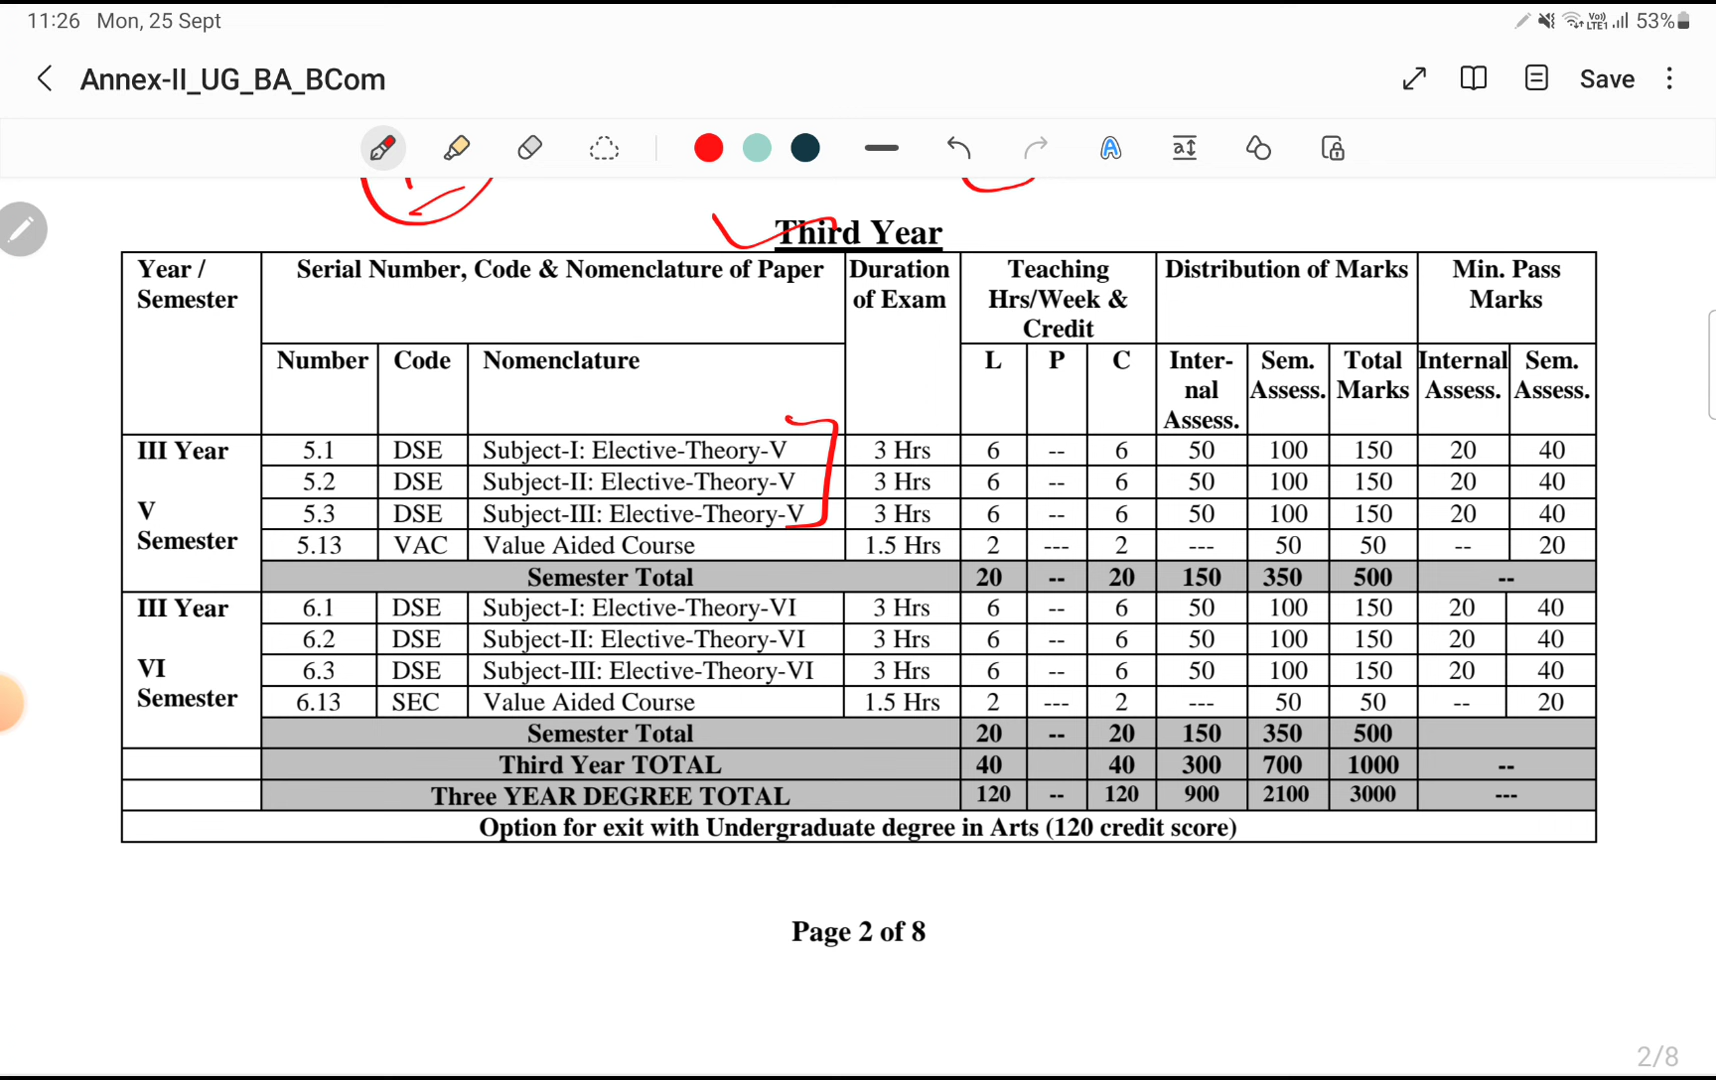 11:26 Mon, 25 Sept 53%
Annex-II_UG_BA_BCom Save
Third Year
Year / Semester Serial Number, Code & Nomenclature of Paper Duration of Exam Teaching Hrs/Week & Credit Distribution of Marks Min. Pass Marks
Number Code Nomenclature L P C Inter-nal Assess. Sem. Assess. Total Marks Internal Assess. Sem. Assess.
III Year V Semester
5.1 DSE Subject-I: Elective-Theory-V 3 Hrs 6 -- 6 50 100 150 20 40
5.2 DSE Subject-II: Elective-Theory-V 3 Hrs 6 -- 6 50 100 150 20 40
5.3 DSE Subject-III: Elective-Theory-V 3 Hrs 6 -- 6 50 100 150 20 40
5.13 VAC Value Aided Course 1.5 Hrs 2 --- 2 --- 50 50 -- 20
Semester Total 20 -- 20 150 350 500 --
III Year VI Semester
6.1 DSE Subject-I: Elective-Theory-VI 3 Hrs 6 -- 6 50 100 150 20 40
6.2 DSE Subject-II: Elective-Theory-VI 3 Hrs 6 -- 6 50 100 150 20 40
6.3 DSE Subject-III: Elective-Theory-VI 3 Hrs 6 -- 6 50 100 150 20 40
6.13 SEC Value Aided Course 1.5 Hrs 2 --- 2 --- 50 50 -- 20
Semester Total 20 -- 20 150 350 500
Third Year TOTAL 40 40 300 700 1000 --
Three YEAR DEGREE TOTAL 120 -- 120 900 2100 3000 ---
Option for exit with Undergraduate degree in Arts (120 credit score)
Page 2 of 8
2/8